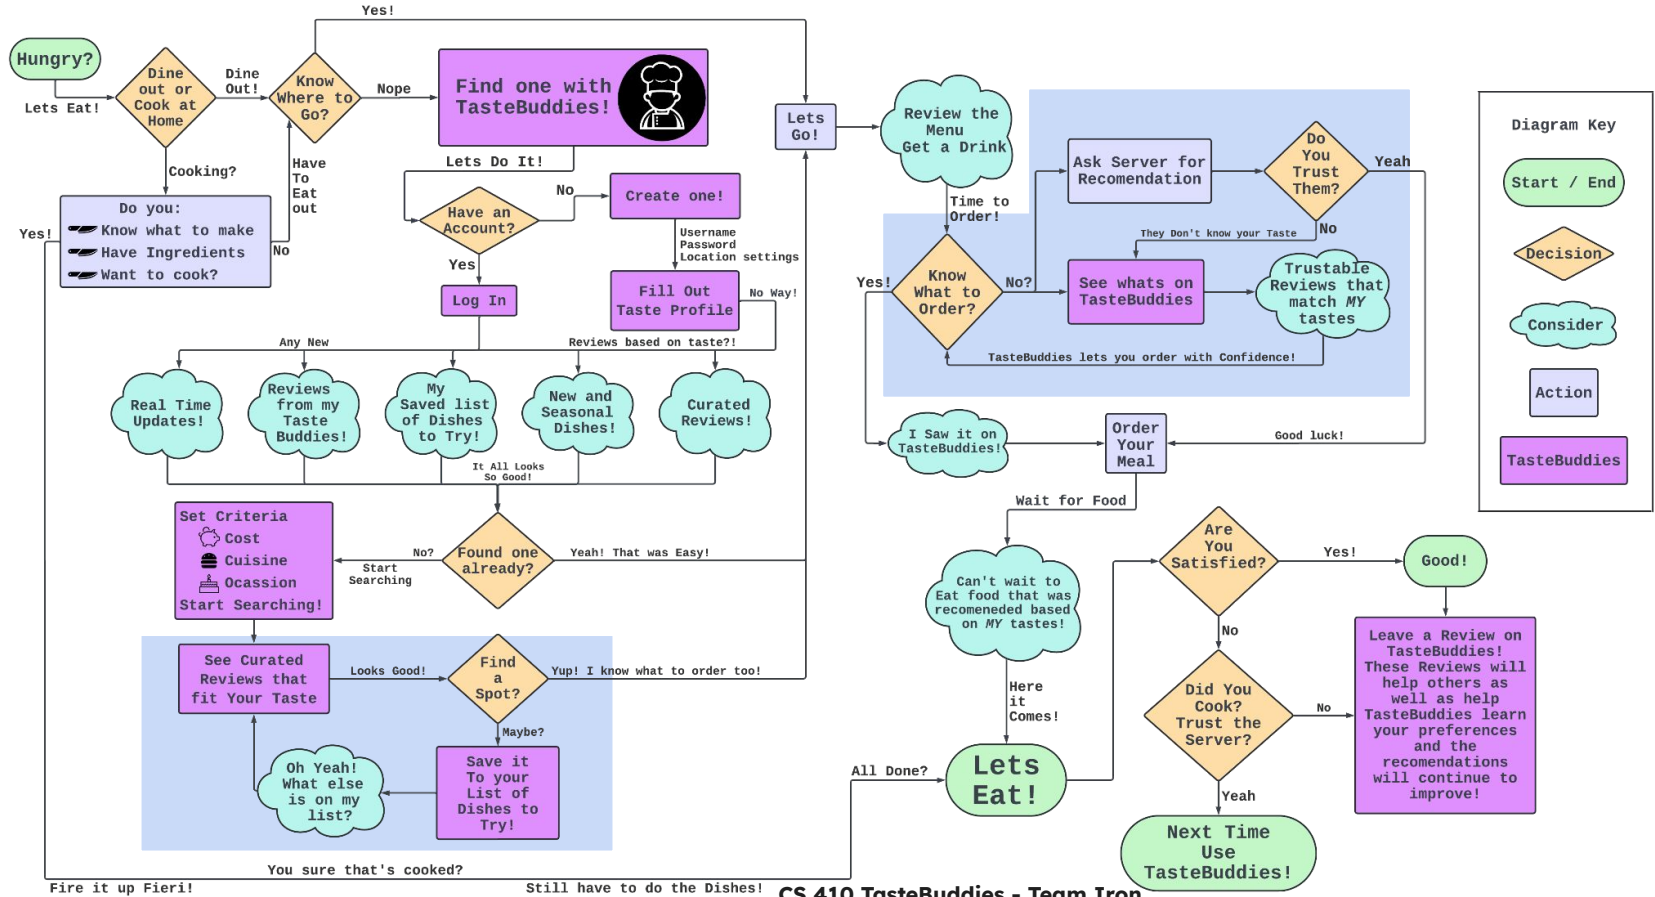 Yes!
Hungry?
Lets Eat!
Dine
out or
Cook at
Home
Dine
Out!
Know
Where to
Go?
Nope
Find one with
TasteBuddies!
Cooking?
Have
To
Eat
out
Yes!
Do you:
Know what to make
Have Ingredients
Want to cook?
No
Lets Do It!
Have an
Account?
No
Create one!
Username
Password
Location settings
Yes
Log In
Fill Out
Taste Profile
No Way!
Any New
Reviews based on taste?!
Real Time
Updates!
Reviews
from my
Taste
Buddies!
My
Saved list
of Dishes
to Try!
New and
Seasonal
Dishes!
Curated
Reviews!
It All Looks
So Good!
Found one
already?
No?
Start
Searching
Yeah! That was Easy!
Set Criteria
Cost
Cuisine
Ocassion
Start Searching!
See Curated
Reviews that
fit Your Taste
Looks Good!
Find
a
Spot?
Yup! I know what to order too!
Maybe?
Save it
To your
List of
Dishes to
Try!
Oh Yeah!
What else
is on my
list?
You sure that's cooked?
Fire it up Fieri!
Still have to do the Dishes!
All Done?
Lets
Go!
Review the
Menu
Get a Drink
Time to
Order!
Know
What to
Order?
Yes!
No?
Ask Server for
Recomendation
Do
You
Trust
Them?
Yeah
No
They Don't know your Taste
See whats on
TasteBuddies
Trustable
Reviews that
match MY
tastes
TasteBuddies lets you order with Confidence!
I Saw it on
TasteBuddies!
Order
Your
Meal
Good luck!
Wait for Food
Can't wait to
Eat food that was
recomeneded based
on MY tastes!
Here
it
Comes!
Lets
Eat!
Are
You
Satisfied?
Yes!
Good!
No
Did You
Cook?
Trust the
Server?
No
Leave a Review on
TasteBuddies!
These Reviews will
help others as
well as help
TasteBuddies learn
your preferences
and the
recomendations
will continue to
improve!
Yeah
Next Time
Use
TasteBuddies!
Diagram Key
Start / End
Decision
Consider
Action
TasteBuddies
CS 410 TasteBuddies - Team Iron